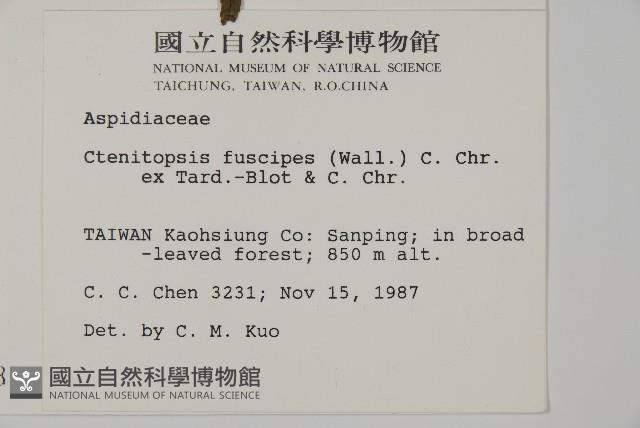 國立自然科學博物館
NATIONAL MUSEUM OF NATURAL SCIENCE
TAICHUNG, TAIWAN, R.O.CHINA
Aspidiaceae
Ctenitopsis fuscipes (Wall.) C. Chr.
ex Tard.-Blot & C. Chr.
TAIWAN Kaohsiung Co: Sanping; in broad
-leaved forest; 850 m alt.
C. C. Chen 3231; Nov 15, 1987
Det. by C. M. Kuo
國立自然科學博物館
NATIONAL MUSEUM OF NATURAL SCIENCE